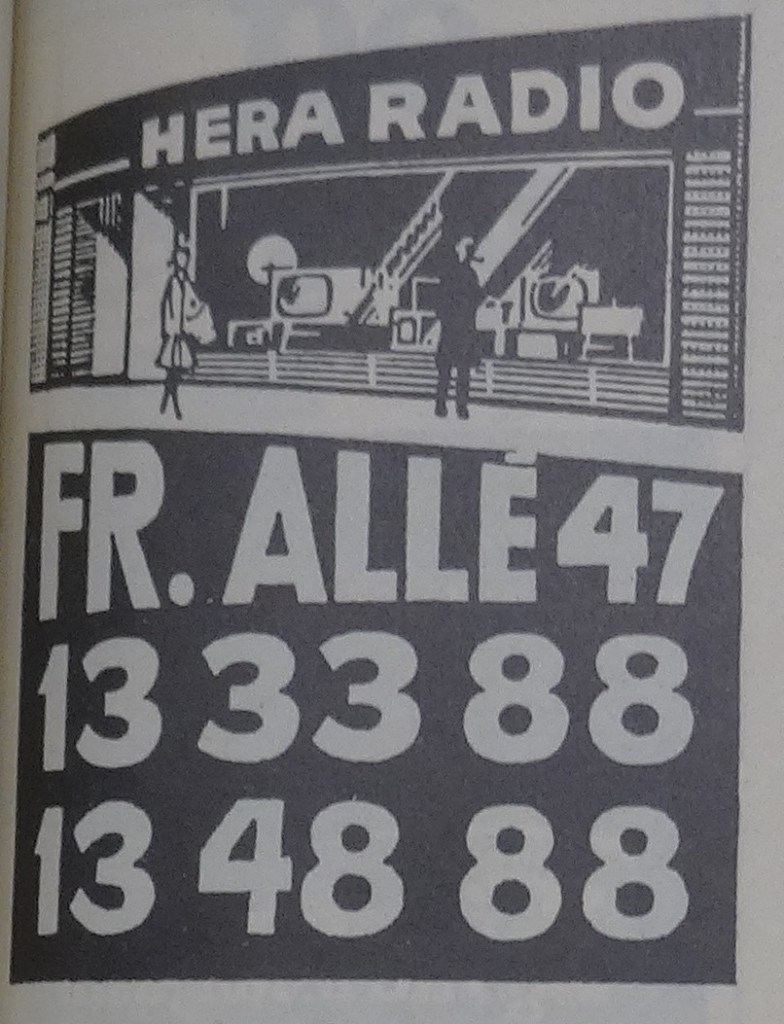 HERA RADIO
FR. ALLÉ 47
13 33 88
13 48 88